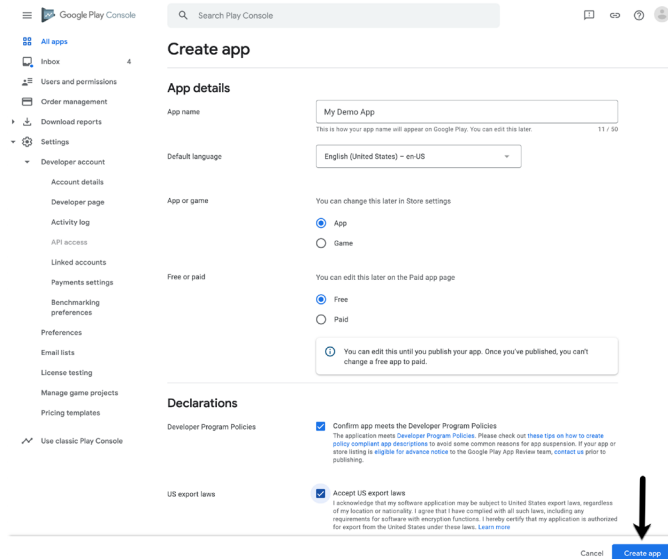 Google Play Console
Search Play Console
All apps
Inbox 4
Users and permissions
Order management
Download reports
Settings
Developer account
Account details
Developer page
Activity log
API access
Linked accounts
Payments settings
Benchmarking
preferences
Preferences
Email lists
License testing
Manage game projects
Pricing templates
Use classic Play Console
Create app
App details
App name
My Demo App
This is how your app name will appear on Google Play. You can edit this later. 11 / 50
Default language
English (United States) – en-US
App or game
You can change this later in Store settings
App
Game
Free or paid
You can edit this later on the Paid app page
Free
Paid
You can edit this until you publish your app. Once you've published, you can't
change a free app to paid.
Declarations
Developer Program Policies
Confirm app meets the Developer Program Policies
The application meets Developer Program Policies. Please check out these tips on how to create
policy compliant app descriptions to avoid some common reasons for app suspension. If your app or
store listing is eligible for advance notice to the Google Play App Review team, contact us prior to
publishing.
US export laws
Accept US export laws
I acknowledge that my software application may be subject to United States export laws, regardless
of my location or nationality. I agree that I have complied with all such laws, including any
requirements for software with encryption functions. I hereby certify that my application is authorized
for export from the United States under these laws. Learn more
Cancel
Create app